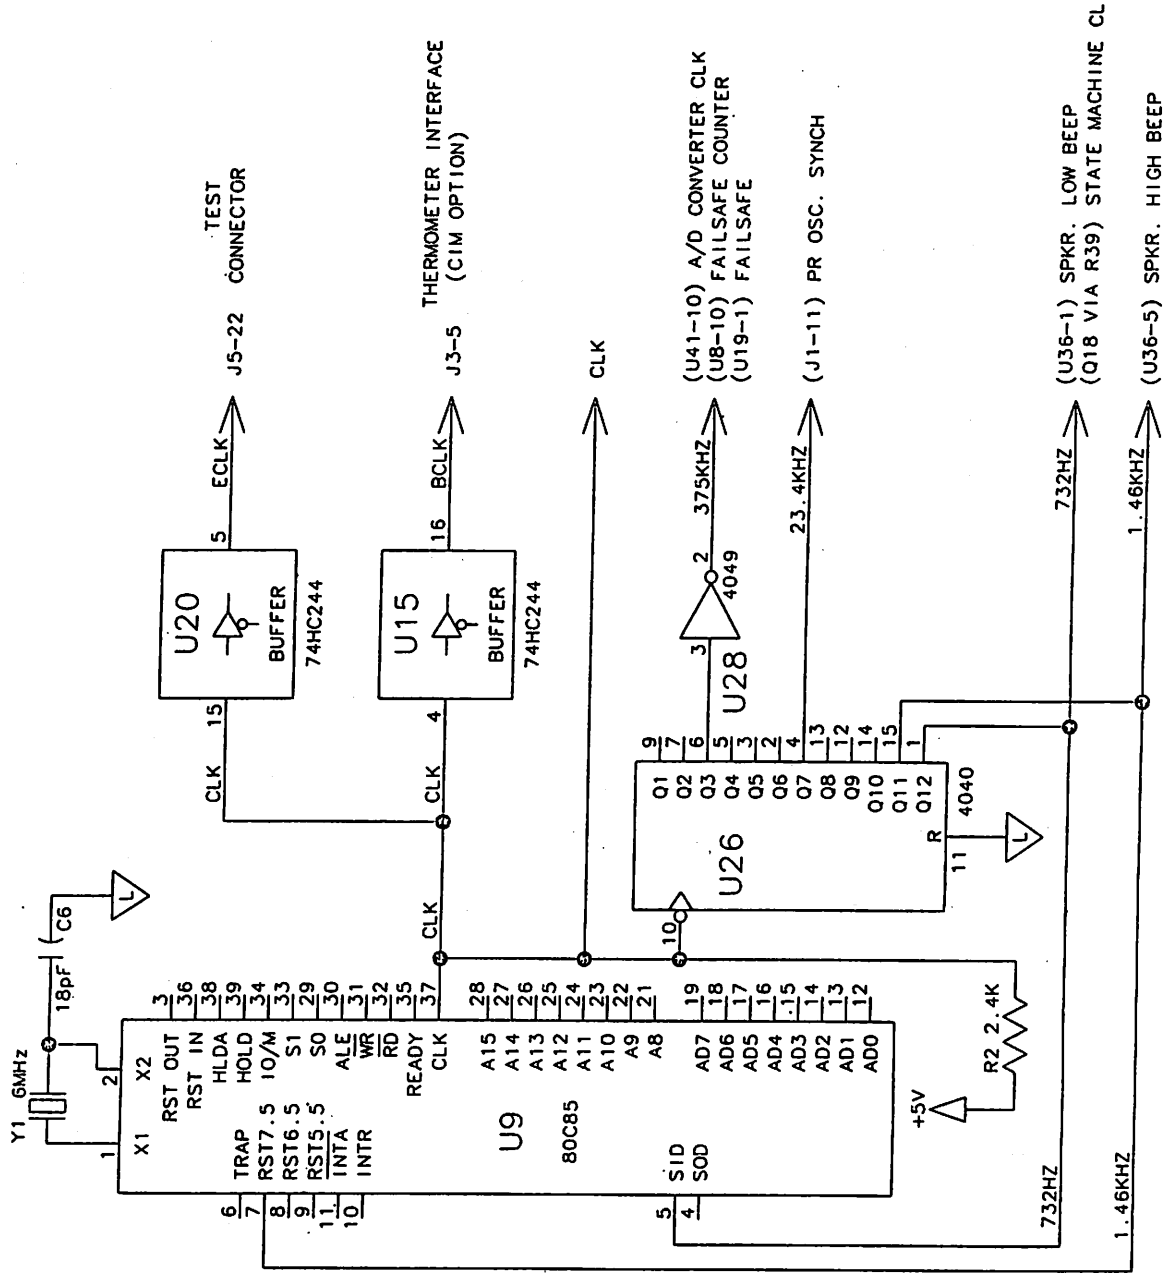 Y1 6MHz
18pF C6
L
1 X1
2 X2
RST OUT 3
RST IN 36
HLDA 38
HOLD 39
IO/M 34
S1 33
S0 29
ALE 30
WR 31
RD 32
READY 35
CLK 37
A15 28
A14 27
A13 26
A12 25
A11 24
A10 23
A9 22
A8 21
AD7 19
AD6 18
AD5 17
AD4 16
AD3 15
AD2 14
AD1 13
AD0 12
6 TRAP
7 RST7.5
8 RST6.5
9 RST5.5
11 INTA
10 INTR
U9
80C85
5 SID
4 SOD
+5V
R2 2.4K
CLK
CLK
15
U20
BUFFER
74HC244
5
ECLK
J5-22
TEST
CONNECTOR
CLK
4
U15
BUFFER
74HC244
16
BCLK
J3-5
THERMOMETER INTERFACE
(CIM OPTION)
CLK
10
U26
Q1 9
Q2 7
Q3 6
Q4 5
Q5 3
Q6 2
Q7 4
Q8 13
Q9 12
Q10 14
Q11 15
Q12 1
R
11
4040
L
U28
3
2
4049
375KHZ
(U41-10) A/D CONVERTER CLK
(U8-10) FAILSAFE COUNTER
(U19-1) FAILSAFE
23.4KHZ
(J1-11) PR OSC. SYNCH
732HZ
732HZ
(U36-1) SPKR. LOW BEEP
(Q18 VIA R39) STATE MACHINE CL
1.46KHZ
1.46KHZ
(U36-5) SPKR. HIGH BEEP